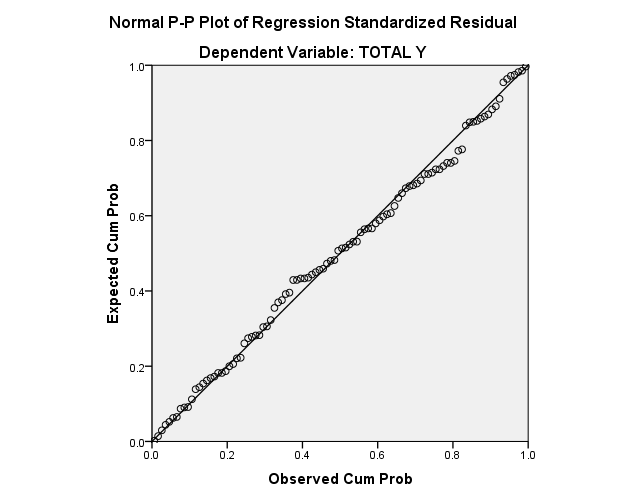 Normal P-P Plot of Regression Standardized Residual
Dependent Variable: TOTAL Y
1.0
0.8
0.6
0.4
0.2
0.0
Expected Cum Prob
0.0 0.2 0.4 0.6 0.8 1.0
Observed Cum Prob